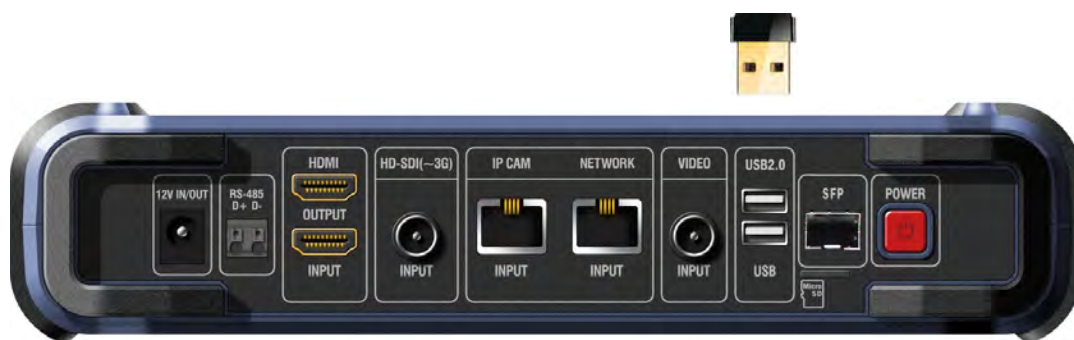 12V IN/OUT
RS-485
D+ D-
HDMI
OUTPUT
INPUT
HD-SDI(~3G)
INPUT
IP CAM
INPUT
NETWORK
INPUT
VIDEO
INPUT
USB2.0
USB
SFP
Micro
SD
POWER